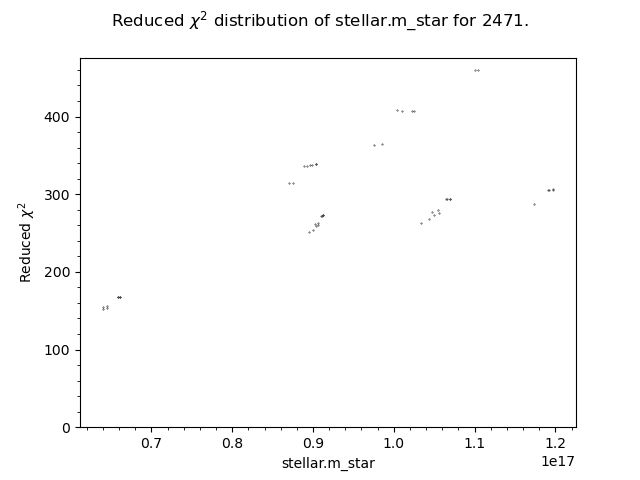 Reduced χ² distribution of stellar.m_star for 2471.
400
300
200
100
0
Reduced χ²
0.7 0.8 0.9 1.0 1.1 1.2
1e17
stellar.m_star